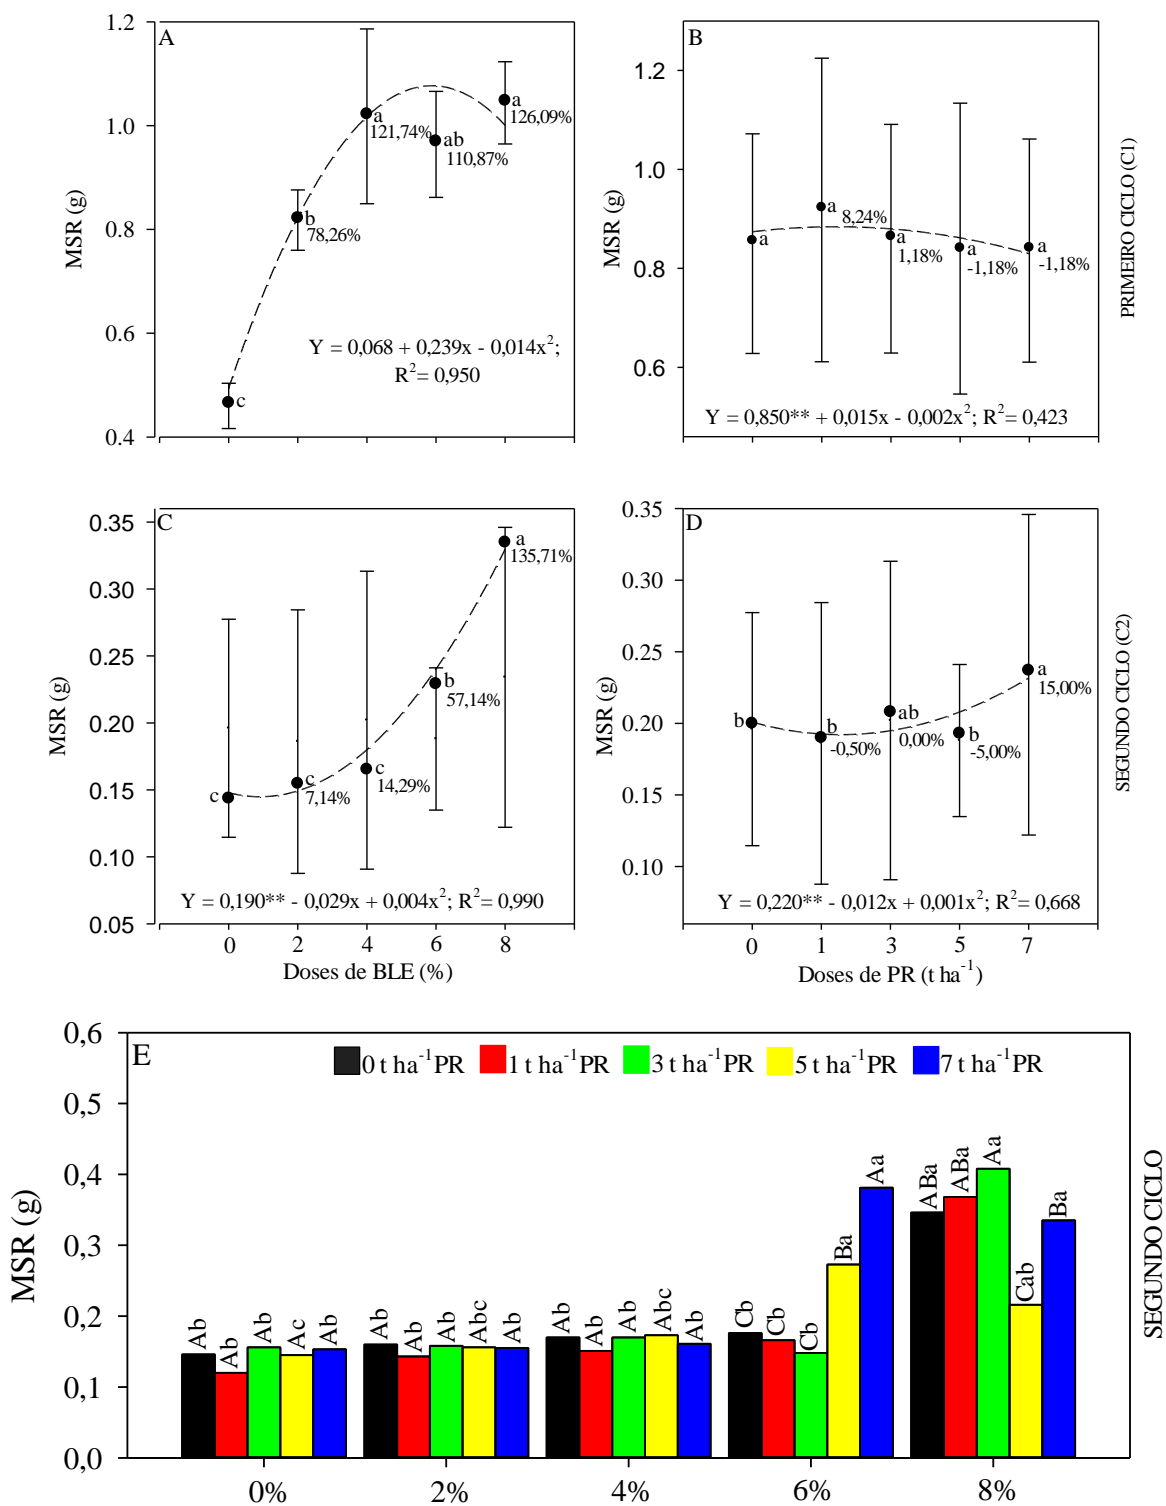 A
1.2
1.0
0.8
0.6
0.4
MSR (g)
a
126,09%
a
121,74%
ab
110,87%
b
78,26%
c
Y = 0,068 + 0,239x - 0,014x²;
R²= 0,950
B
1.2
1.0
0.8
0.6
MSR (g)
a
a
8,24%
a
1,18%
a
-1,18%
a
-1,18%
Y = 0,850** + 0,015x - 0,002x²; R²= 0,423
PRIMEIRO CICLO (C1)
C
0.35
0.30
0.25
0.20
0.15
0.10
0.05
MSR (g)
a
135,71%
b
57,14%
c
14,29%
c
7,14%
c
Y = 0,190** - 0,029x + 0,004x²; R²= 0,990
0 2 4 6 8
Doses de BLE (%)
D
0.35
0.30
0.25
0.20
0.15
0.10
MSR (g)
b
b
-0,50%
ab
0,00%
b
-5,00%
a
15,00%
Y = 0,220** - 0,012x + 0,001x²; R²= 0,668
0 1 3 5 7
Doses de PR (t ha⁻¹)
SEGUNDO CICLO (C2)
E
0 t ha⁻¹PR 1 t ha⁻¹PR 3 t ha⁻¹PR 5 t ha⁻¹PR 7 t ha⁻¹PR
0,6
0,5
0,4
0,3
0,2
0,1
0,0
MSR (g)
Ab Ab Ab Ac Ab
Ab Ab Ab Abc Ab
Ab Ab Ab Abc Ab
Cb Cb Cb Ba Aa
ABa ABa Aa Cab Ba
0% 2% 4% 6% 8%
SEGUNDO CICLO